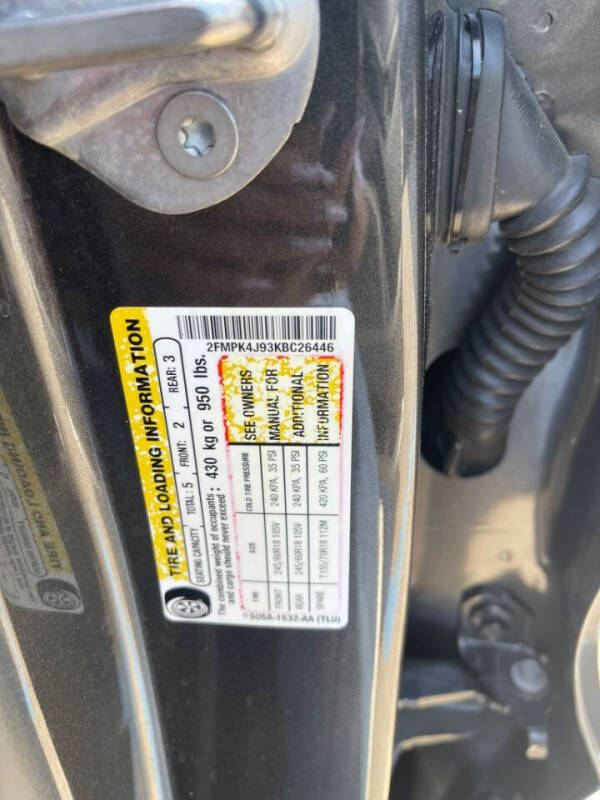 2FMPK4J93KBC26446
TIRE AND LOADING INFORMATION
SEATING CAPACITY TOTAL: 5 FRONT: 2 REAR: 3
The combined weight of occupants
and cargo should never exceed : 430 kg or 950 lbs.
TYRE SIZE COLD TIRE PRESSURE SEE OWNERS
FRONT 245/60R18 105V 240 KPA, 35 PSI MANUAL FOR
REAR 245/60R18 105V 240 KPA, 35 PSI ADDITIONAL
SPARE T155/70R18 112M 420 KPA, 60 PSI INFORMATION
5U5A-1532-AA (TLU)